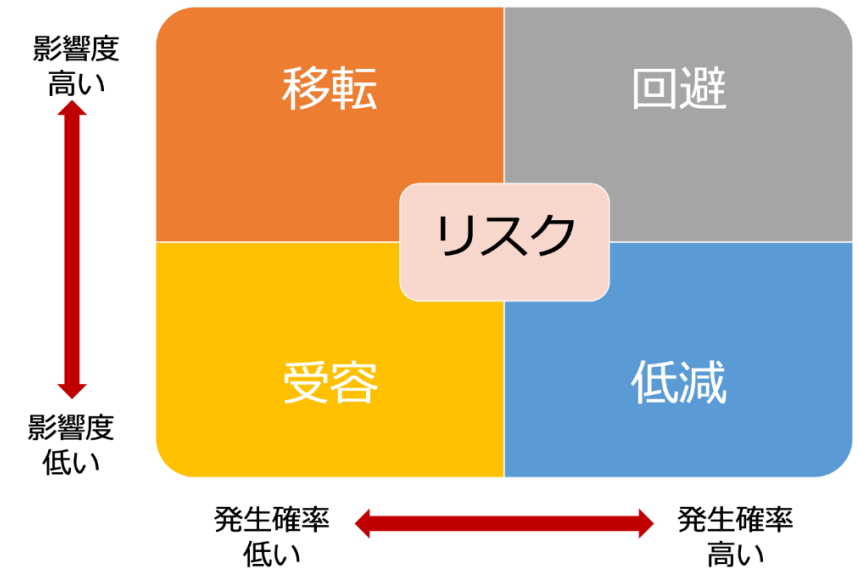 影響度
高い
移転
回避
リスク
受容
低減
影響度
低い
発生確率
低い
発生確率
高い